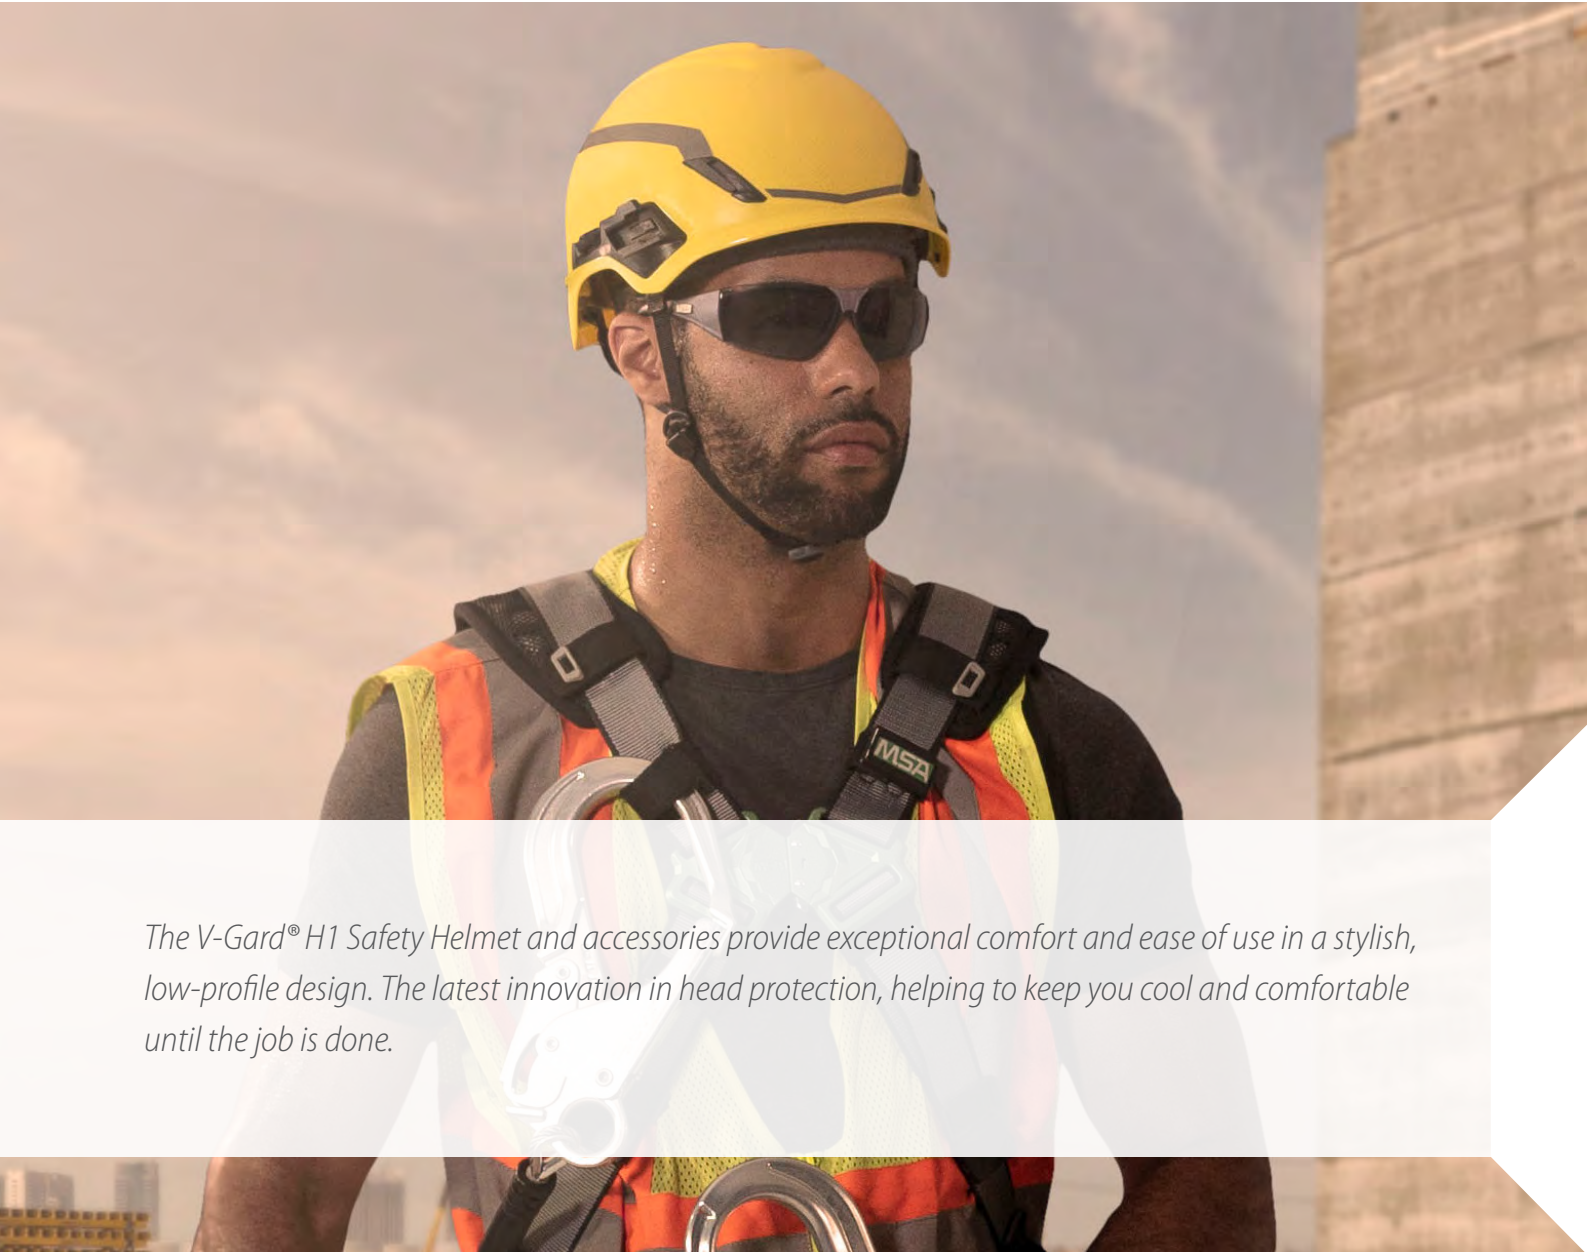 MSA
The V-Gard® H1 Safety Helmet and accessories provide exceptional comfort and ease of use in a stylish,
low-profile design. The latest innovation in head protection, helping to keep you cool and comfortable
until the job is done.